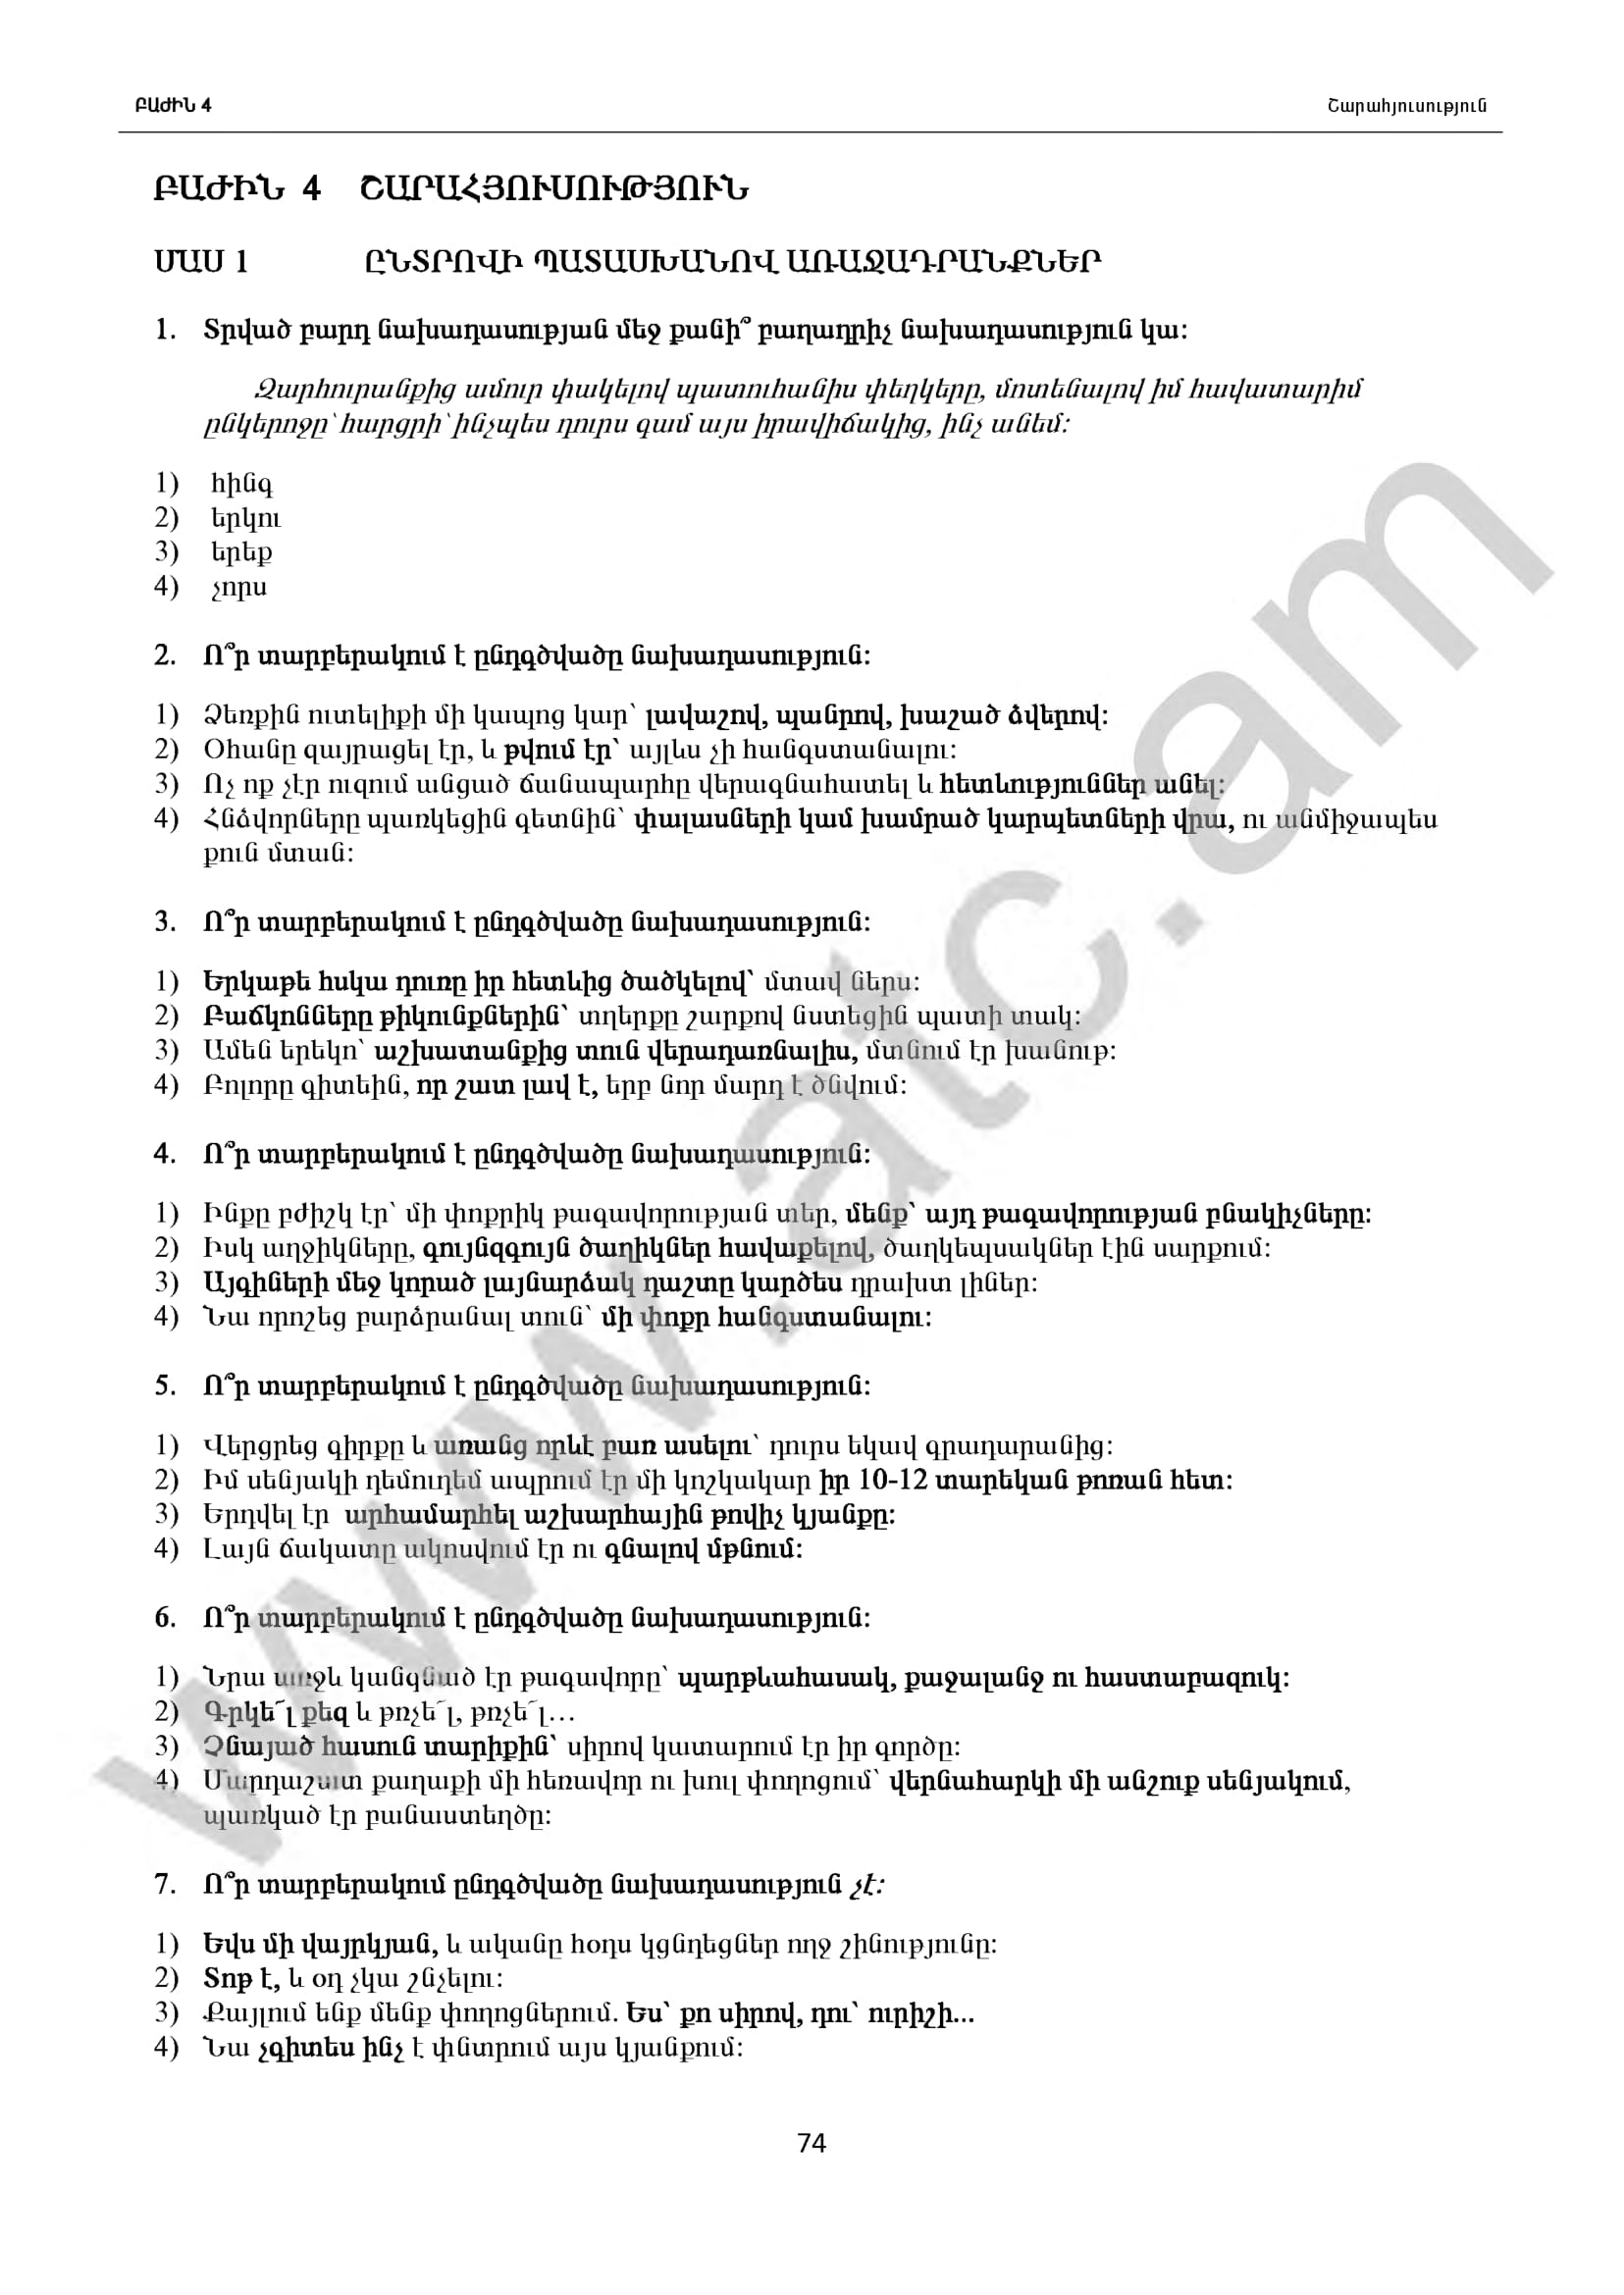 ԲԱԺԻՆ 4 Շարահյուսություն
ԲԱԺԻՆ 4 ՇԱՐԱՀՅՈՒՍՈՒԹՅՈՒՆ
ՄԱՍ 1 ԸՆՏՐՈՎԻ ՊԱՏԱՍԽԱՆՈՎ ԱՌԱՋԱԴՐԱՆՔՆԵՐ
1. Տրված բարդ նախադասության մեջ քանի՞ բաղադրիչ նախադասություն կա:
Զարհուրանքից ամուր փակելով պատուհանիս փեղկերը, մոտենալով իմ հավատարիմ
ընկերոջը՝ հարցրի՝ ինչպես դուրս գամ այս իրավիճակից, ինչ անեմ:
1) հինգ
2) երկու
3) երեք
4) չորս
2. Ո՞ր տարբերակում է ընդգծվածը նախադասություն:
1) Ձեռքին ուտելիքի մի կապոց կար՝ լավաշով, պանրով, խաշած ձվերով:
2) Օհանը զայրացել էր, և թվում էր՝ այլևս չի հանգստանալու:
3) Ոչ ոք չէր ուզում անցած ճանապարհը վերագնահատել և հետևություններ անել:
4) Հնձվորները պառկեցին գետնին՝ փալասների կամ խամրած կարպետների վրա, ու անմիջապես
քուն մտան:
3. Ո՞ր տարբերակում է ընդգծվածը նախադասություն:
1) Երկաթե հսկա դուռը իր հետևից ծածկելով՝ մտավ ներս:
2) Բաճկոնները թիկունքներին՝ տղերքը շարքով նստեցին պատի տակ:
3) Ամեն երեկո՝ աշխատանքից տուն վերադառնալիս, մտնում էր խանութ:
4) Բոլորը գիտեին, որ շատ լավ է, երբ նոր մարդ է ծնվում:
4. Ո՞ր տարբերակում է ընդգծվածը նախադասություն:
1) Ինքը բժիշկ էր՝ մի փոքրիկ թագավորության տեր, մենք՝ այդ թագավորության բնակիչները:
2) Իսկ աղջիկները, գույնզգույն ծաղիկներ հավաքելով, ծաղկեպսակներ էին սարքում:
3) Այգիների մեջ կորած լայնարձակ դաշտը կարծես դրախտ լիներ:
4) Նա որոշեց բարձրանալ տուն՝ մի փոքր հանգստանալու:
5. Ո՞ր տարբերակում է ընդգծվածը նախադասություն:
1) Վերցրեց գիրքը և առանց որևէ բառ ասելու՝ դուրս եկավ գրադարանից:
2) Իմ սենյակի դեմուդեմ ապրում էր մի կոշկակար իր 10-12 տարեկան թոռան հետ:
3) Երդվել էր արհամարհել աշխարհային թովիչ կյանքը:
4) Լայն ճակատը ակոսվում էր ու գնալով մթնում:
6. Ո՞ր տարբերակում է ընդգծվածը նախադասություն:
1) Նրա առջև կանգնած էր թագավորը՝ պարթևահասակ, քաջալանջ ու հաստաբազուկ:
2) Գրկե՜լ քեզ և թռչե՜լ, թռչե՜լ…
3) Չնայած հասուն տարիքին՝ սիրով կատարում էր իր գործը:
4) Մարդաշատ քաղաքի մի հեռավոր ու խուլ փողոցում՝ վերնահարկի մի անշուք սենյակում,
պառկած էր բանաստեղծը:
7. Ո՞ր տարբերակում ընդգծվածը նախադասություն չէ:
1) Եվս մի վայրկյան, և ականը հօդս կցնդեցներ ողջ շինությունը:
2) Տոթ է, և օդ չկա շնչելու:
3) Քայլում ենք մենք փողոցներում. Ես՝ քո սիրով, դու՝ ուրիշի...
4) Նա չգիտես ինչ է փնտրում այս կյանքում:
74
www.atc.am